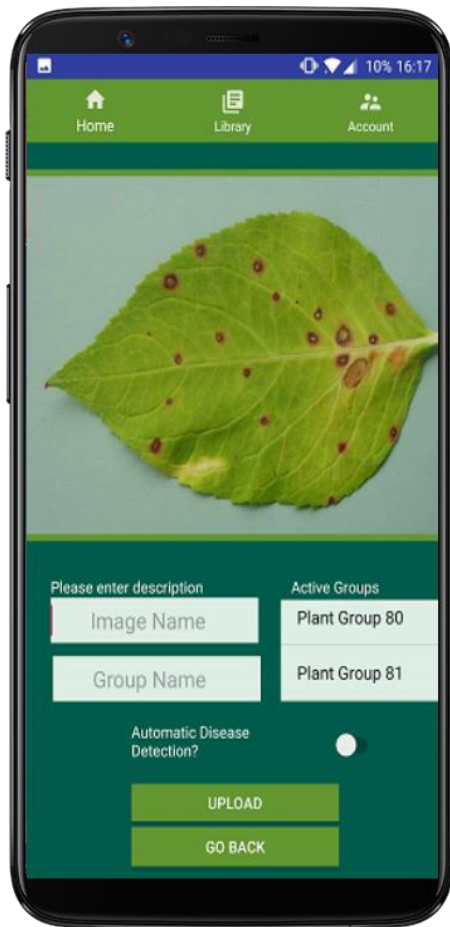 10% 16:17
Home
Library
Account
Please enter description
Active Groups
Image Name
Plant Group 80
Group Name
Plant Group 81
Automatic Disease
Detection?
UPLOAD
GO BACK